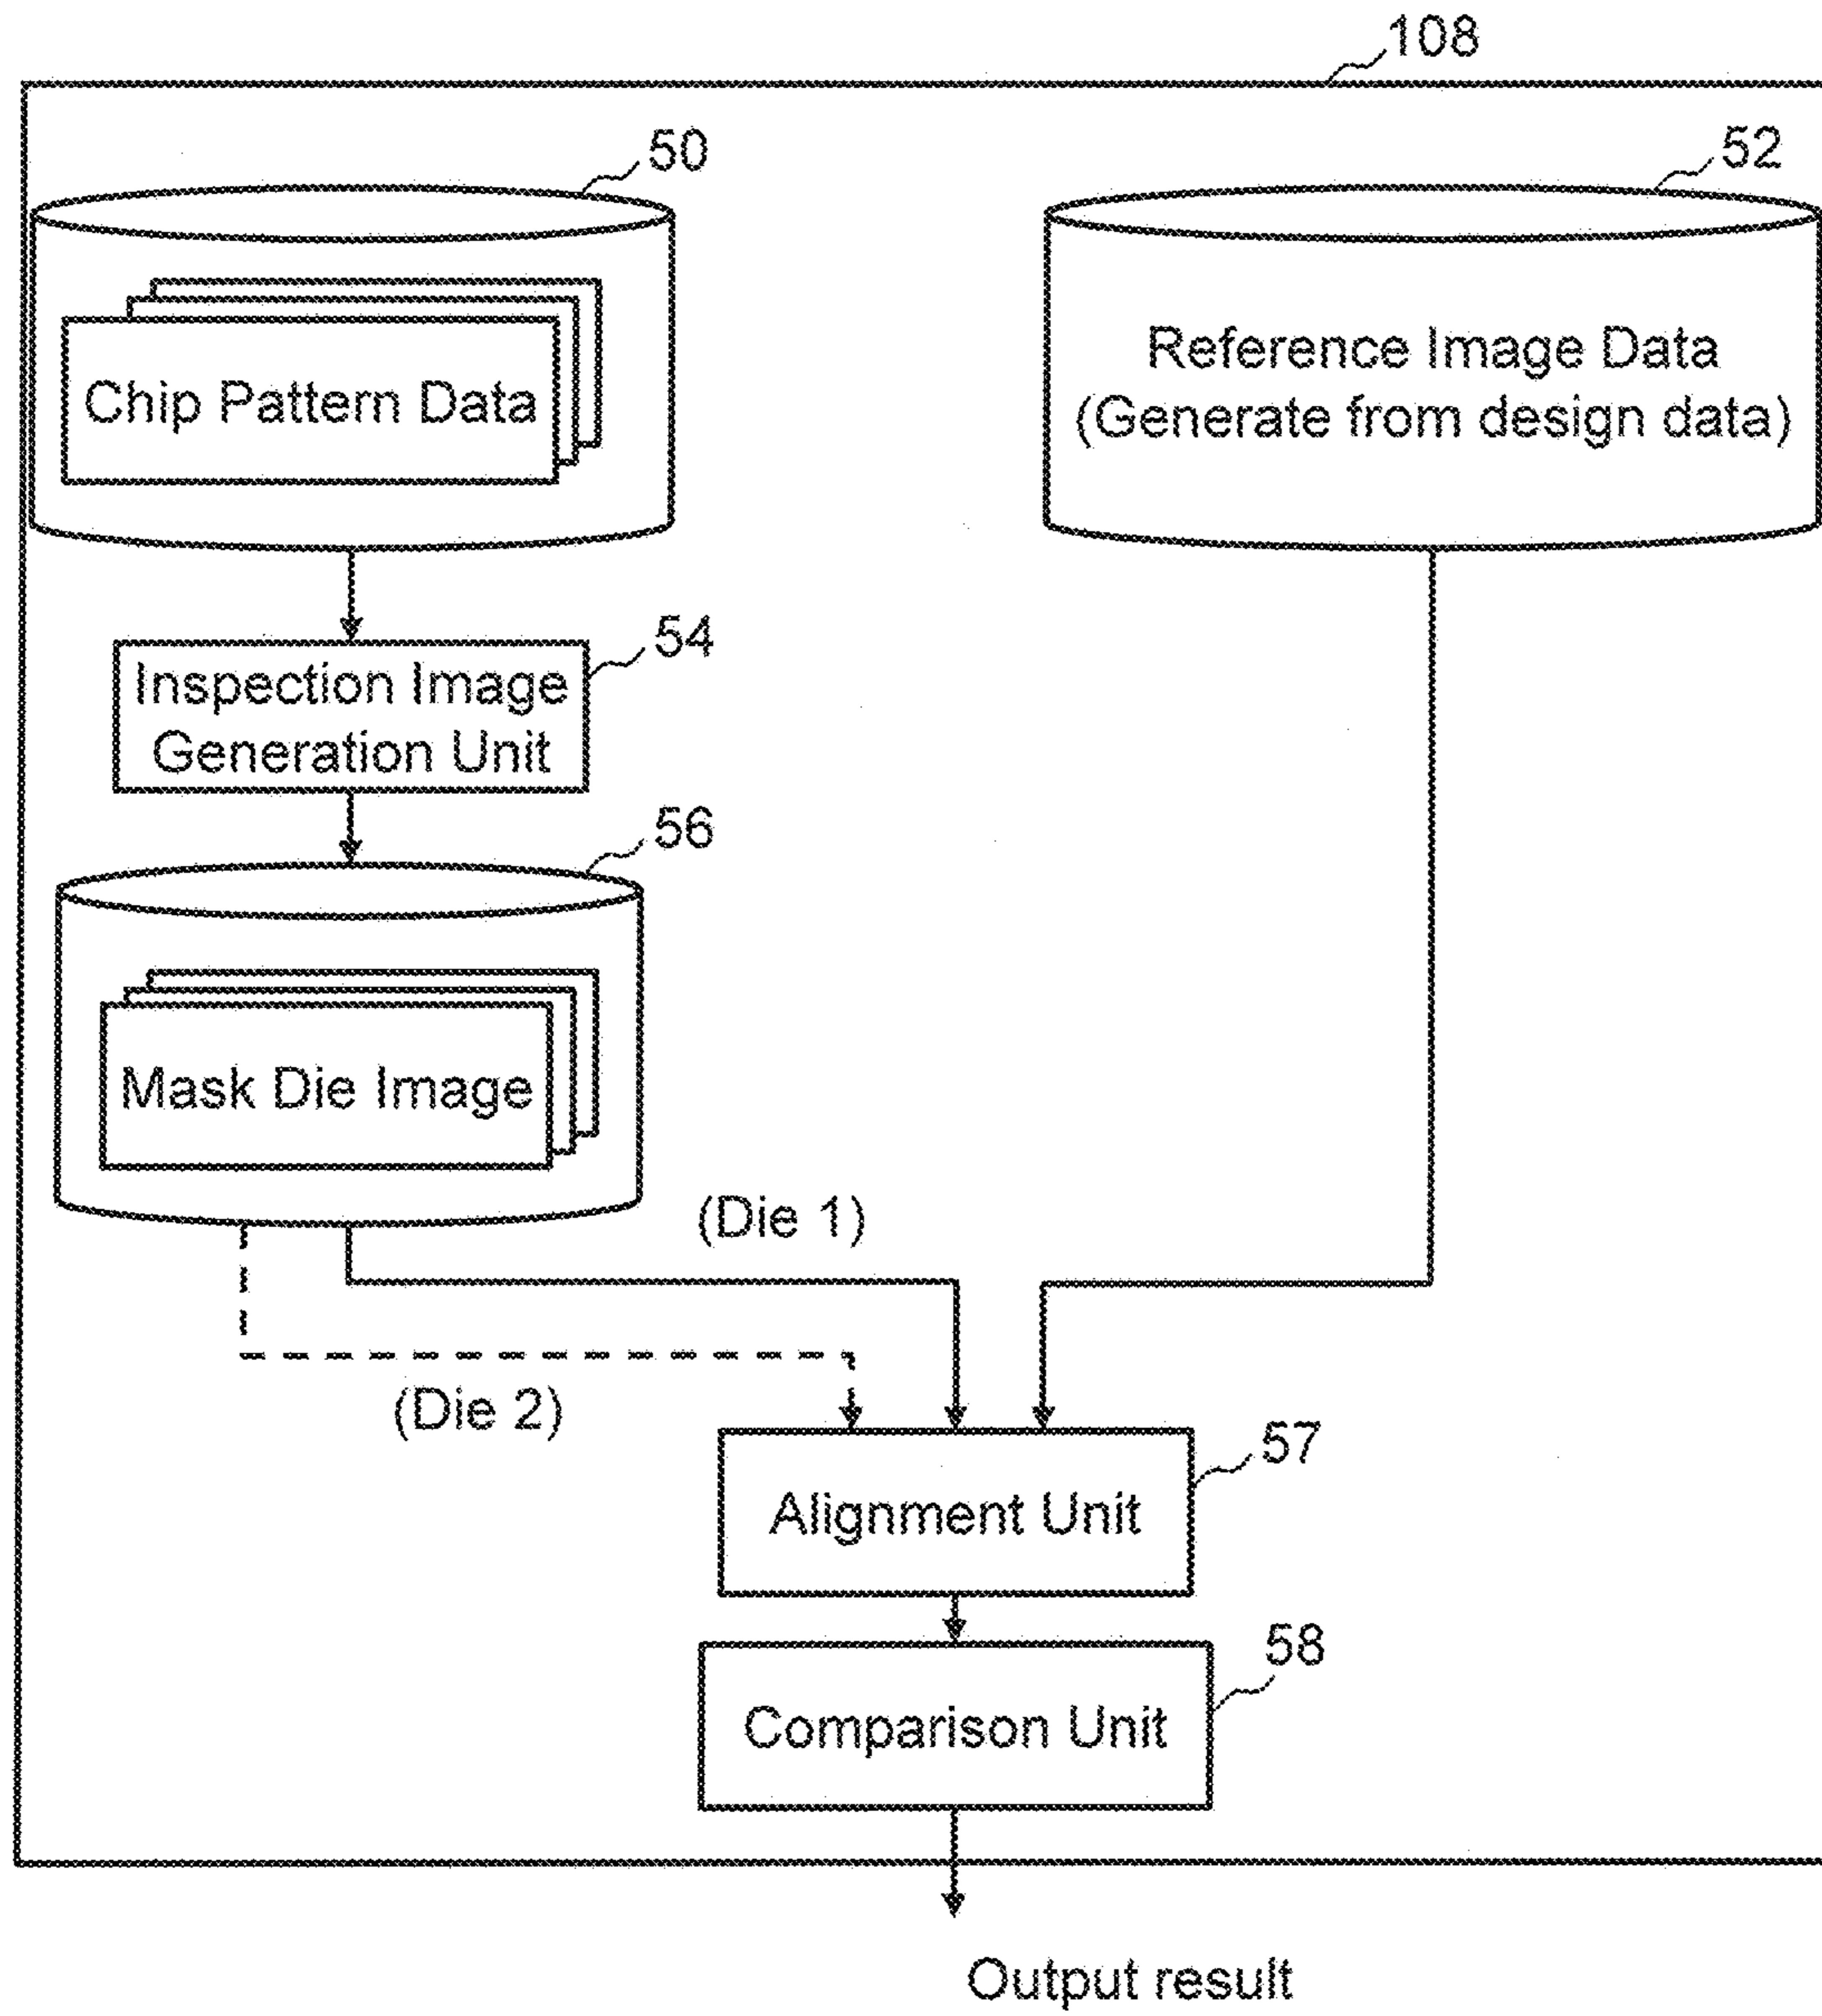 108
50
52
Chip Pattern Data
Reference Image Data
(Generate from design data)
54
Inspection Image
Generation Unit
56
Mask Die Image
(Die 1)
(Die 2)
57
Alignment Unit
58
Comparison Unit
Output result